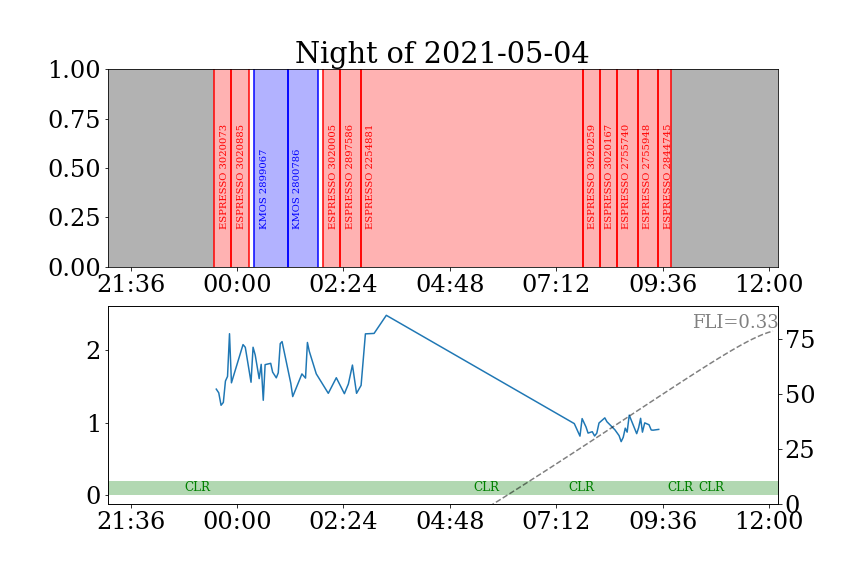 Night of 2021-05-04
1.00
0.75
0.50
0.25
0.00
ESPRESSO 3020073
ESPRESSO 3020885
KMOS 2899067
KMOS 2800786
ESPRESSO 3020005
ESPRESSO 2897586
ESPRESSO 2254881
ESPRESSO 3020259
ESPRESSO 3020167
ESPRESSO 2755740
ESPRESSO 2755948
ESPRESSO 2844745
21:36 00:00 02:24 04:48 07:12 09:36 12:00
FLI=0.33
2
1
0
75
50
25
0
CLR CLR CLR CLR CLR
21:36 00:00 02:24 04:48 07:12 09:36 12:00